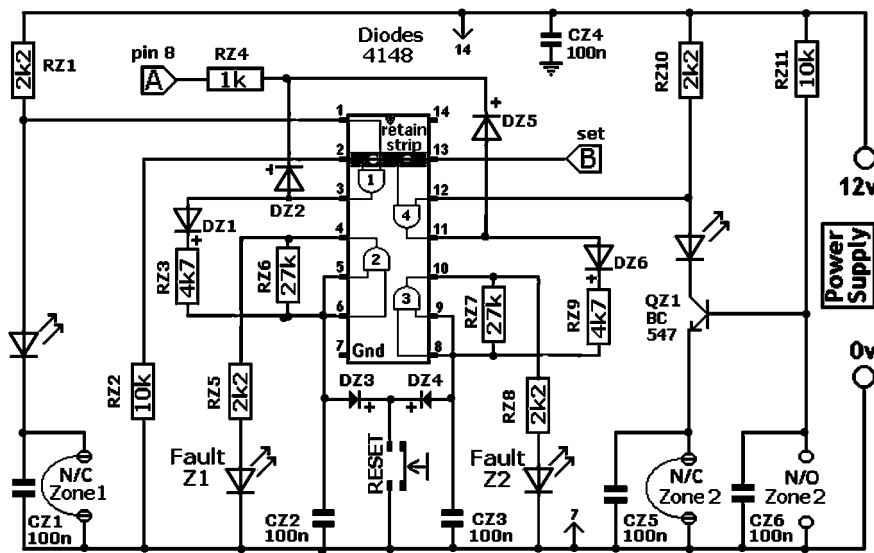 Diodes
4148
14
CZ4
100n
RZ1
2k2
pin 8
A
RZ4
1k
RZ10
2k2
RZ11
10k
1
14
retain
strip
DZ5
set
B
2
13
1
12v
DZ2
3
12
4
DZ1
4
11
RZ3
4k7
RZ6
27k
2
DZ6
Power
Supply
5
10
3
QZ1
BC
547
RZ7
27k
RZ9
4k7
6
9
7
Gnd
8
0v
RZ2
10k
RZ5
2k2
DZ3
DZ4
RZ8
2k2
Fault
Z1
RESET
Fault
Z2
N/C
Zone1
N/C
Zone 2
N/O
Zone2
CZ1
100n
CZ2
100n
CZ3
100n
7
CZ5
100n
CZ6
100n